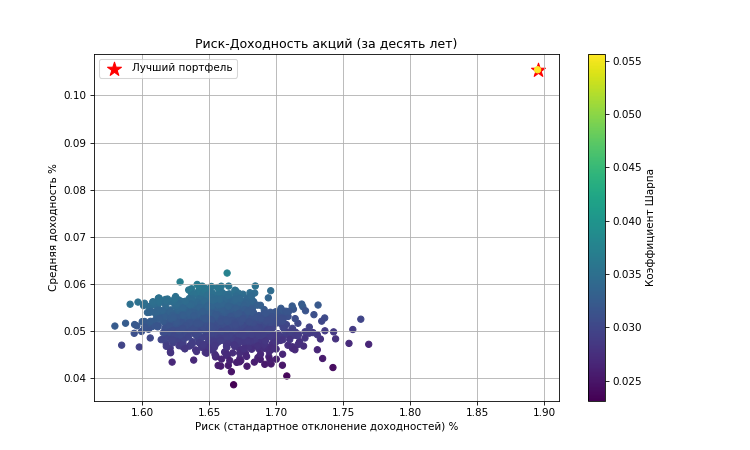 Риск-Доходность акций (за десять лет)
Лучший портфель
Средняя доходность %
0.10
0.09
0.08
0.07
0.06
0.05
0.04
1.60 1.65 1.70 1.75 1.80 1.85 1.90
Риск (стандартное отклонение доходностей) %
0.055
0.050
0.045
0.040
0.035
0.030
0.025
Коэффициент Шарпа